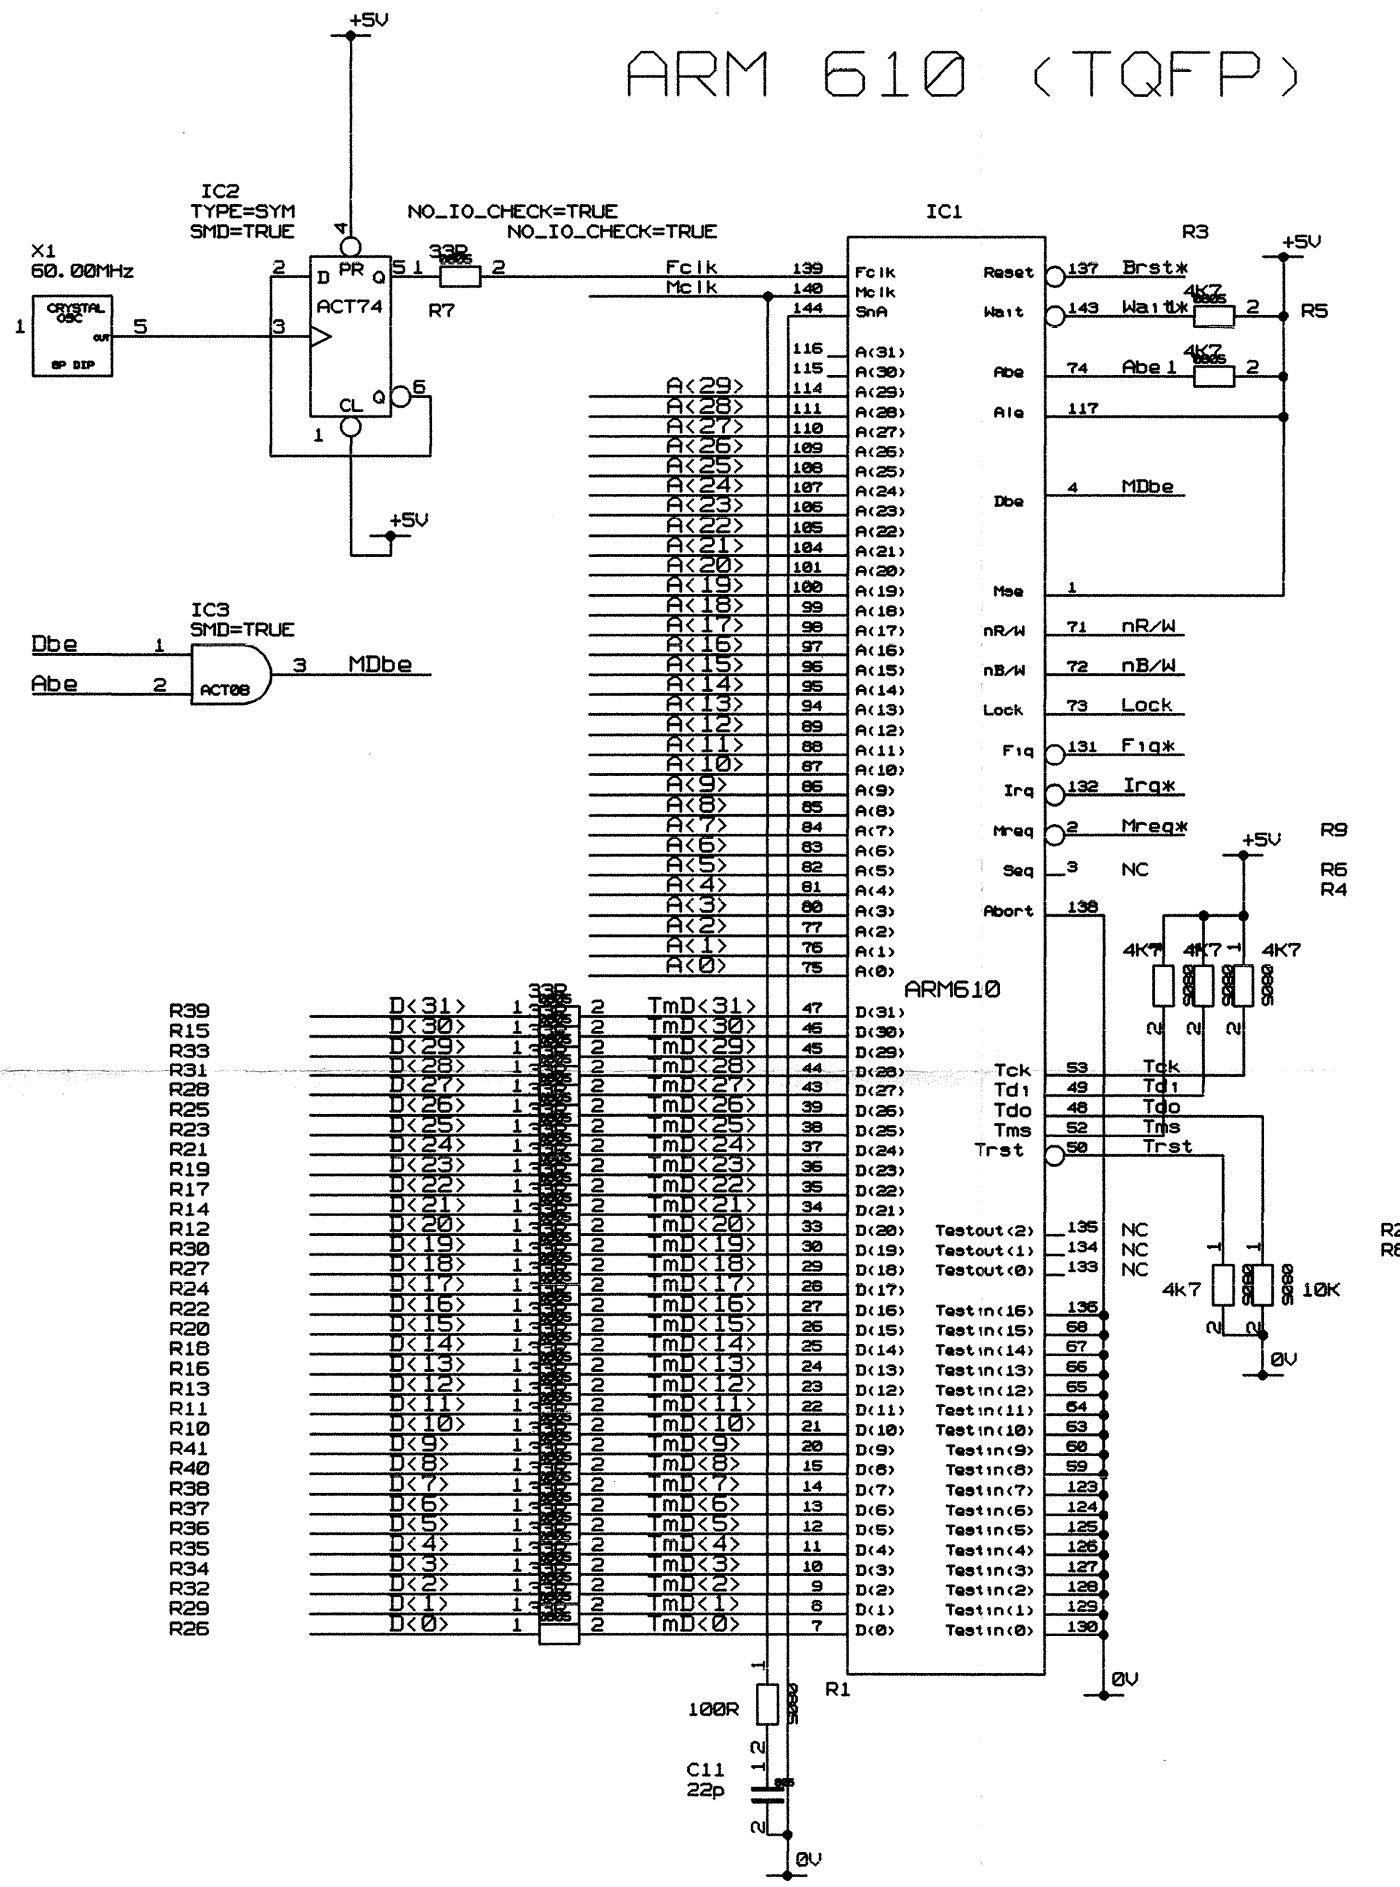 +5V
ARM 610 (TQFP)
IC2
TYPE=SYM
SMD=TRUE
NO_IO_CHECK=TRUE
NO_IO_CHECK=TRUE
IC1
R3
X1
60.00MHz
CRYSTAL
OSC
OUT
8P DIP
1
5
4
PR
2 D Q 5
ACT74
3
Q 6
CL
1
+5V
1 33R 2
R7
IC3
SMD=TRUE
Dbe 1
Abe 2
ACT08
3 MDbe
Fclk 139 Fclk
Mclk 140 Mclk
144 SnA
116 A(31)
115 A(30)
A<29> 114 A(29)
A<28> 111 A(28)
A<27> 110 A(27)
A<26> 109 A(26)
A<25> 108 A(25)
A<24> 107 A(24)
A<23> 106 A(23)
A<22> 105 A(22)
A<21> 104 A(21)
A<20> 101 A(20)
A<19> 100 A(19)
A<18> 99 A(18)
A<17> 98 A(17)
A<16> 97 A(16)
A<15> 96 A(15)
A<14> 95 A(14)
A<13> 94 A(13)
A<12> 89 A(12)
A<11> 88 A(11)
A<10> 87 A(10)
A<9> 86 A(9)
A<8> 85 A(8)
A<7> 84 A(7)
A<6> 83 A(6)
A<5> 82 A(5)
A<4> 81 A(4)
A<3> 80 A(3)
A<2> 77 A(2)
A<1> 76 A(1)
A<0> 75 A(0)
ARM610
33R
R39 D<31> 1 2 TmD<31> 47 D(31)
R15 D<30> 1 2 TmD<30> 46 D(30)
R33 D<29> 1 2 TmD<29> 45 D(29)
R31 D<28> 1 2 TmD<28> 44 D(28)
R28 D<27> 1 2 TmD<27> 43 D(27)
R25 D<26> 1 2 TmD<26> 39 D(26)
R23 D<25> 1 2 TmD<25> 38 D(25)
R21 D<24> 1 2 TmD<24> 37 D(24)
R19 D<23> 1 2 TmD<23> 36 D(23)
R17 D<22> 1 2 TmD<22> 35 D(22)
R14 D<21> 1 2 TmD<21> 34 D(21)
R12 D<20> 1 2 TmD<20> 33 D(20)
R30 D<19> 1 2 TmD<19> 30 D(19)
R27 D<18> 1 2 TmD<18> 29 D(18)
R24 D<17> 1 2 TmD<17> 28 D(17)
R22 D<16> 1 2 TmD<16> 27 D(16)
R20 D<15> 1 2 TmD<15> 26 D(15)
R18 D<14> 1 2 TmD<14> 25 D(14)
R16 D<13> 1 2 TmD<13> 24 D(13)
R13 D<12> 1 2 TmD<12> 23 D(12)
R11 D<11> 1 2 TmD<11> 22 D(11)
R10 D<10> 1 2 TmD<10> 21 D(10)
R41 D<9> 1 2 TmD<9> 20 D(9)
R40 D<8> 1 2 TmD<8> 15 D(8)
R38 D<7> 1 2 TmD<7> 14 D(7)
R37 D<6> 1 2 TmD<6> 13 D(6)
R36 D<5> 1 2 TmD<5> 12 D(5)
R35 D<4> 1 2 TmD<4> 11 D(4)
R34 D<3> 1 2 TmD<3> 10 D(3)
R32 D<2> 1 2 TmD<2> 9 D(2)
R29 D<1> 1 2 TmD<1> 8 D(1)
R26 D<0> 1 2 TmD<0> 7 D(0)
Reset 137 Brst*
+5V
Wait 143 Wait* 1 4K7 0805 2 R5
Abe 74 Abe 1 4K7 0805 2
Ale 117
Dbe 4 MDbe
Mse 1
nR/W 71 nR/W
nB/W 72 nB/W
Lock 73 Lock
Fiq 131 Fiq*
Irq 132 Irq*
Mreq 2 Mreq*
Seq 3 NC
Abort 138
+5V
R9
R6
R4
4K7 4K7 1 4K7
0805 0805
2 2 2
Tck 53 Tck
Tdi 49 Tdi
Tdo 48 Tdo
Tms 52 Tms
Trst 50 Trst
Testout(2) 135 NC
Testout(1) 134 NC
Testout(0) 133 NC
1 1
4k7 0805 0805 10K
2 2
0V
Testin(16) 136
Testin(15) 68
Testin(14) 67
Testin(13) 66
Testin(12) 65
Testin(11) 64
Testin(10) 63
Testin(9) 60
Testin(8) 59
Testin(7) 123
Testin(6) 124
Testin(5) 125
Testin(4) 126
Testin(3) 127
Testin(2) 128
Testin(1) 129
Testin(0) 130
0V
1
100R 0805 R1
2
C11 1
22p
2
0V